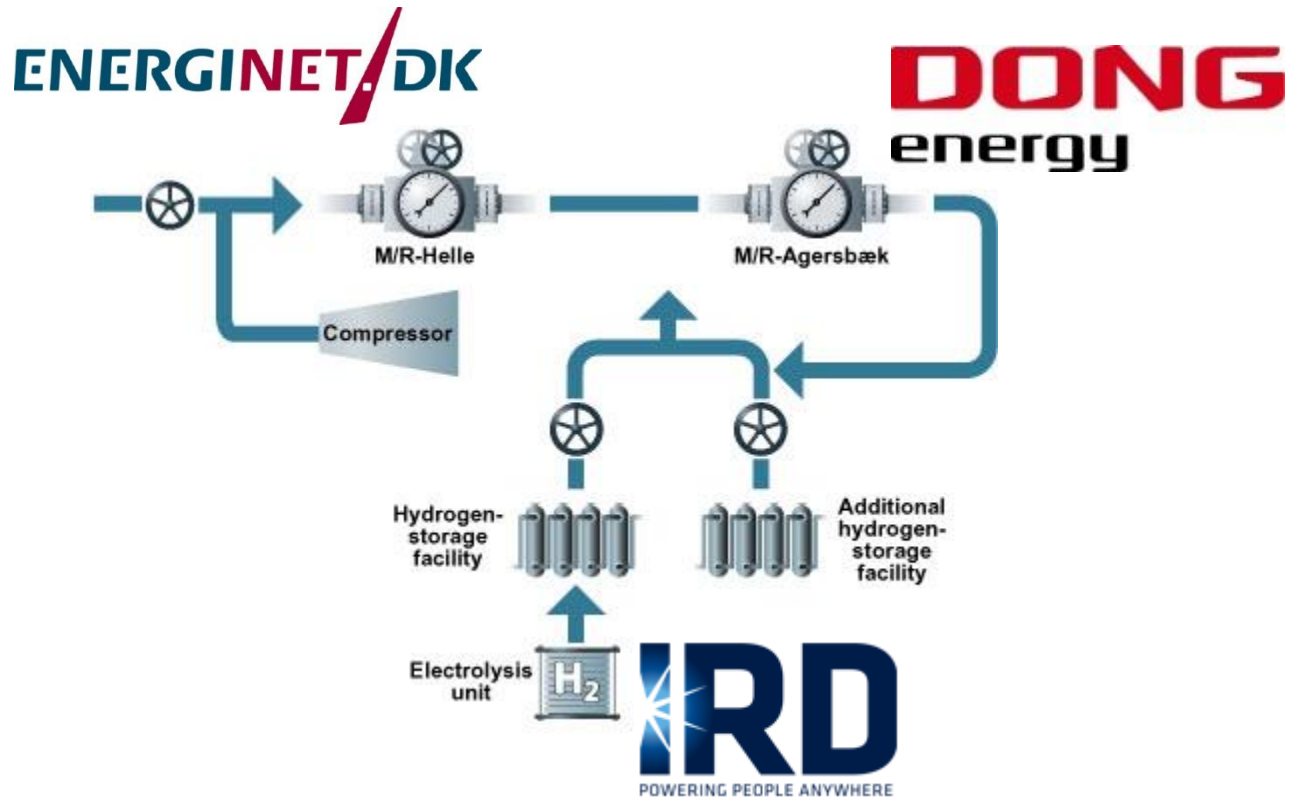 ENERGINET/DK
DONG
energy
M/R-Helle
M/R-Agersbæk
Compressor
Hydrogen-
storage
facility
Additional
hydrogen-
storage
facility
Electrolysis
unit
H₂
IRD
POWERING PEOPLE ANYWHERE